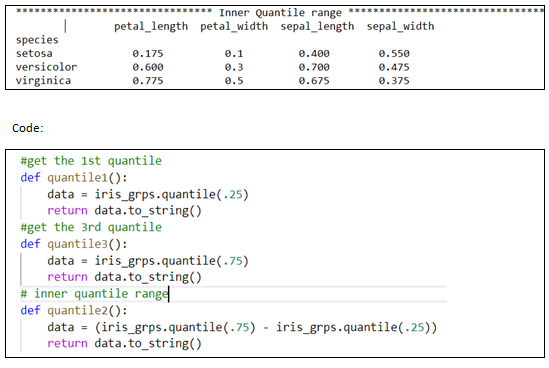 ******************************* Inner Quantile range *******************************
petal_length petal_width sepal_length sepal_width
species
setosa 0.175 0.1 0.400 0.550
versicolor 0.600 0.3 0.700 0.475
virginica 0.775 0.5 0.675 0.375
Code:
#get the 1st quantile
def quantile1():
data = iris_grps.quantile(.25)
return data.to_string()
#get the 3rd quantile
def quantile3():
data = iris_grps.quantile(.75)
return data.to_string()
# inner quantile range
def quantile2():
data = (iris_grps.quantile(.75) - iris_grps.quantile(.25))
return data.to_string()